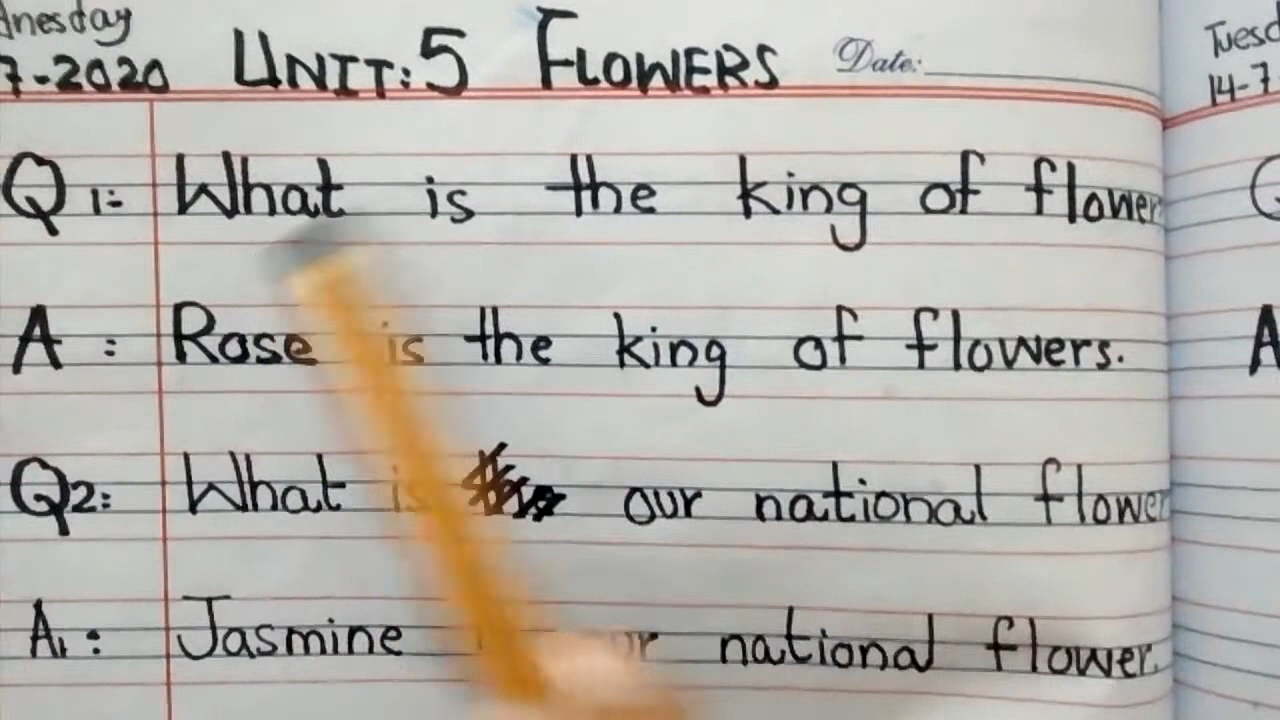 nesday
7-2020 UNIT:5 FLOWERS Date:
Q1:- What is the king of flower
A : Rose is the king of flowers.
Q2: What is our national flower
A1: Jasmine national flower.
Tuesd
14-7
A